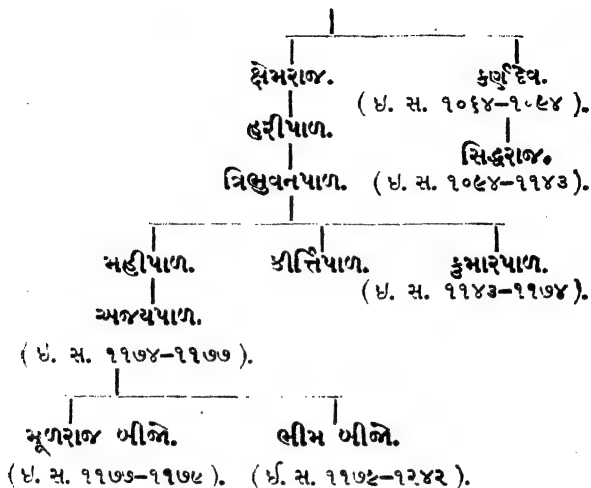 ક્ષેમરાજ. કર્ણદેવ.
( ઇ. સ. ૧૦૬૪–૧૦૯૪ ).
હરીપાળ.
સિદ્ધરાજ.
ત્રિભુવનપાળ. ( ઇ. સ. ૧૦૯૪–૧૧૪૩ ).
મહીપાળ. કીર્ત્તિપાળ. કુમારપાળ.
( ઇ. સ. ૧૧૪૩–૧૧૭૪ ).
અજયપાળ.
( ઇ. સ. ૧૧૭૪–૧૧૭૭ ).
મૂળરાજ બીજો. ભીમ બીજો.
( ઇ. સ. ૧૧૭૭–૧૧૭૯ ). ( ઈ. સ. ૧૧૭૯–૧૨૪૨ ).